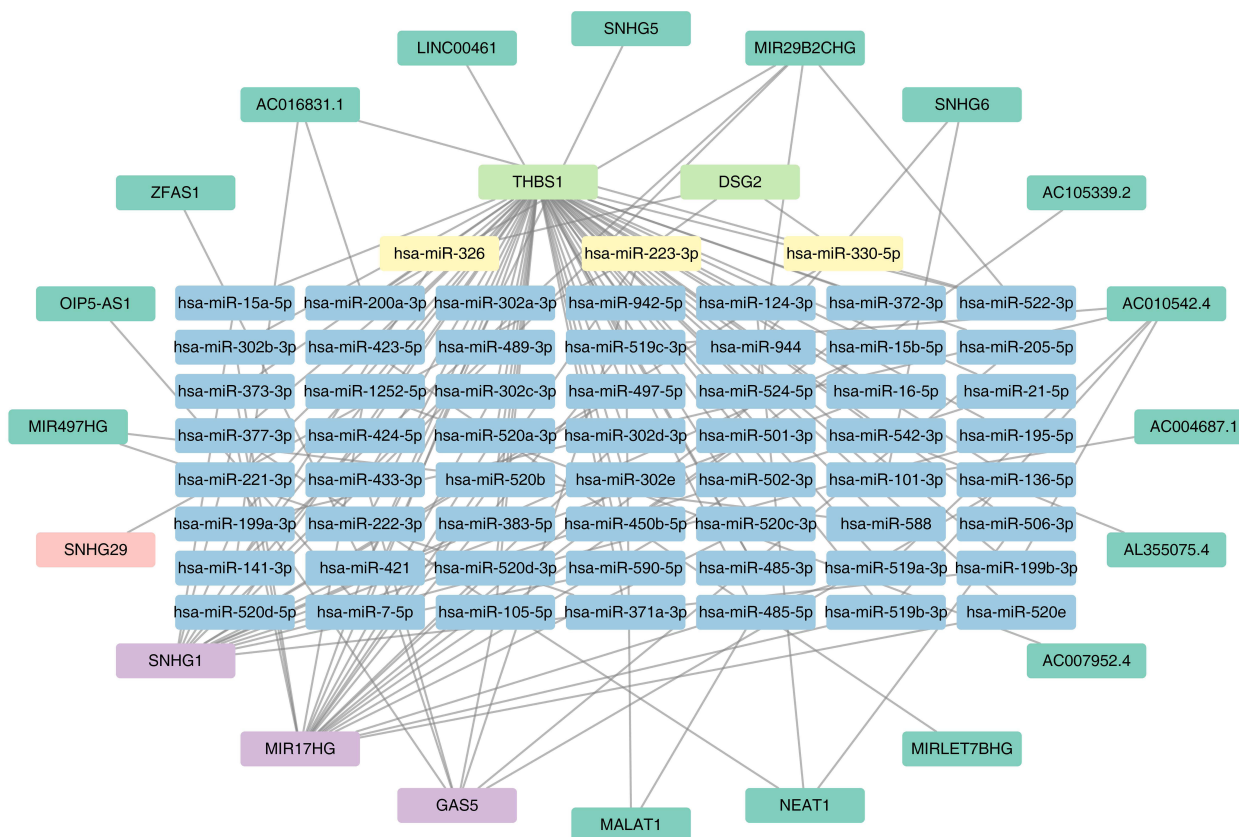 SNHG5
LINC00461
MIR29B2CHG
AC016831.1
SNHG6
THBS1
DSG2
ZFAS1
AC105339.2
hsa-miR-326
hsa-miR-223-3p
hsa-miR-330-5p
OIP5-AS1
hsa-miR-15a-5p
hsa-miR-200a-3p
hsa-miR-302a-3p
hsa-miR-942-5p
hsa-miR-124-3p
hsa-miR-372-3p
hsa-miR-522-3p
AC010542.4
hsa-miR-302b-3p
hsa-miR-423-5p
hsa-miR-489-3p
hsa-miR-519c-3p
hsa-miR-944
hsa-miR-15b-5p
hsa-miR-205-5p
hsa-miR-373-3p
hsa-miR-1252-5p
hsa-miR-302c-3p
hsa-miR-497-5p
hsa-miR-524-5p
hsa-miR-16-5p
hsa-miR-21-5p
MIR497HG
hsa-miR-377-3p
hsa-miR-424-5p
hsa-miR-520a-3p
hsa-miR-302d-3p
hsa-miR-501-3p
hsa-miR-542-3p
hsa-miR-195-5p
AC004687.1
hsa-miR-221-3p
hsa-miR-433-3p
hsa-miR-520b
hsa-miR-302e
hsa-miR-502-3p
hsa-miR-101-3p
hsa-miR-136-5p
hsa-miR-199a-3p
hsa-miR-222-3p
hsa-miR-383-5p
hsa-miR-450b-5p
hsa-miR-520c-3p
hsa-miR-588
hsa-miR-506-3p
SNHG29
AL355075.4
hsa-miR-141-3p
hsa-miR-421
hsa-miR-520d-3p
hsa-miR-590-5p
hsa-miR-485-3p
hsa-miR-519a-3p
hsa-miR-199b-3p
hsa-miR-520d-5p
hsa-miR-7-5p
hsa-miR-105-5p
hsa-miR-371a-3p
hsa-miR-485-5p
hsa-miR-519b-3p
hsa-miR-520e
SNHG1
AC007952.4
MIR17HG
MIRLET7BHG
GAS5
NEAT1
MALAT1